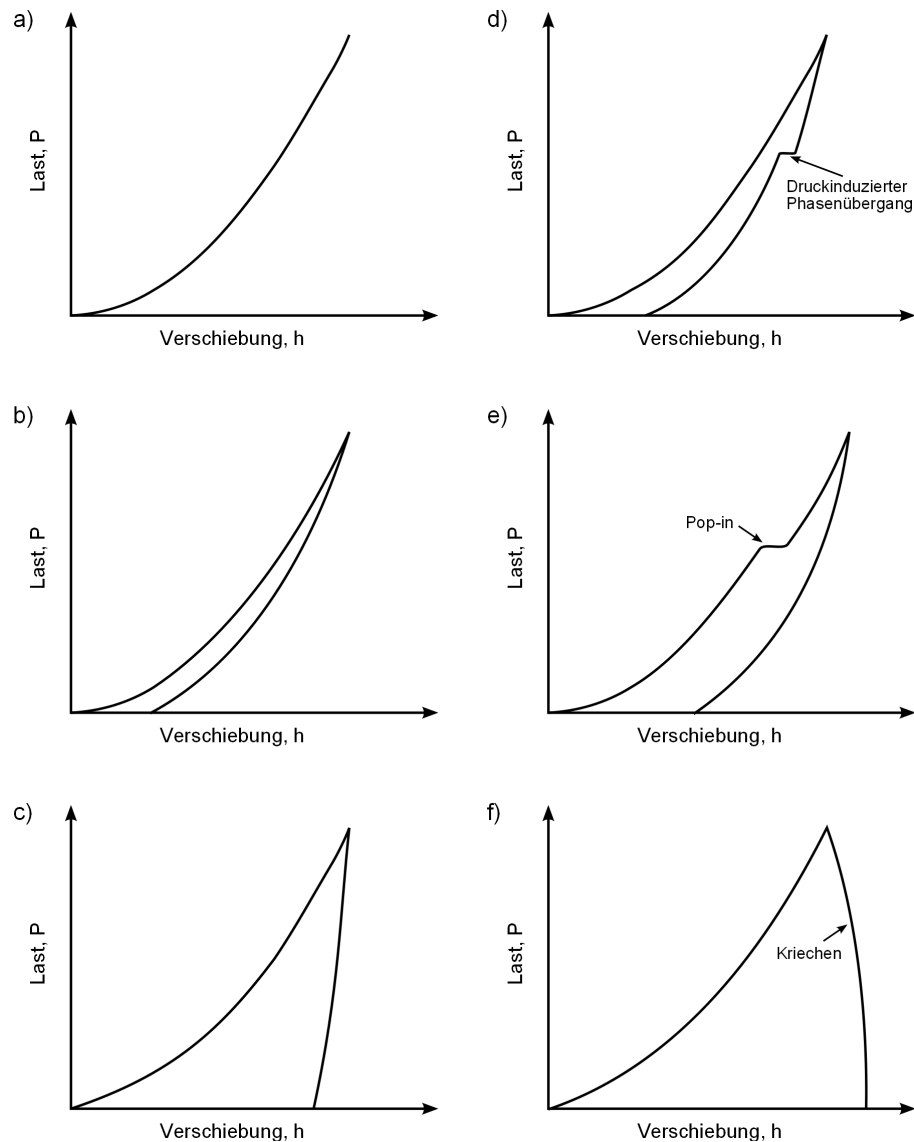 a)
Last, P
Verschiebung, h
d)
Last, P
Druckinduzierter
Phasenübergang
Verschiebung, h
b)
Last, P
Verschiebung, h
e)
Last, P
Pop-in
Verschiebung, h
c)
Last, P
Verschiebung, h
f)
Last, P
Kriechen
Verschiebung, h